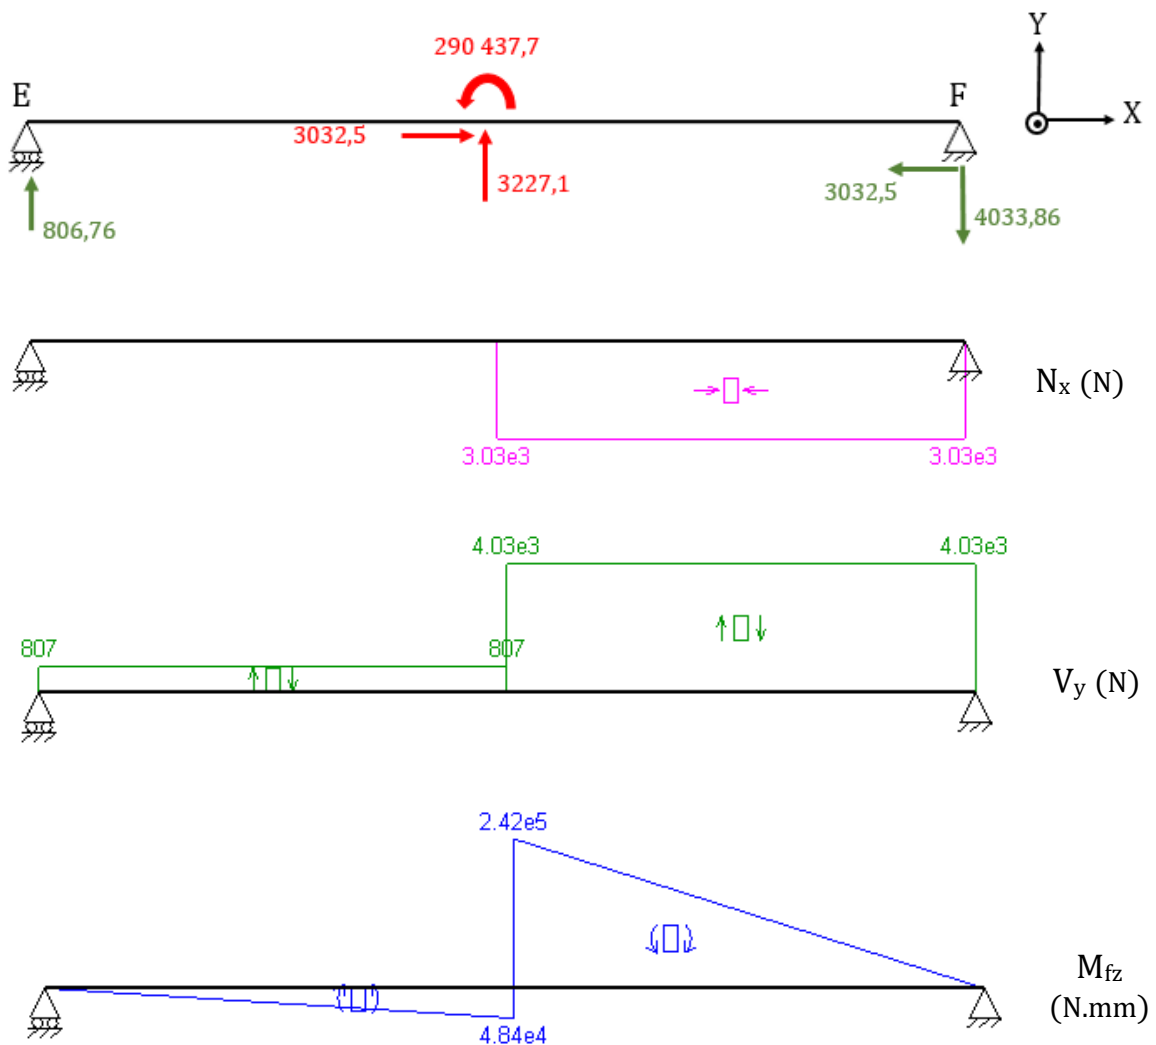 290 437,7
Y
E
F
X
3032,5
3227,1
3032,5
4033,86
806,76
Nx (N)
3.03e3
3.03e3
4.03e3
4.03e3
807
807
Vy (N)
2.42e5
Mfz
(N.mm)
4.84e4